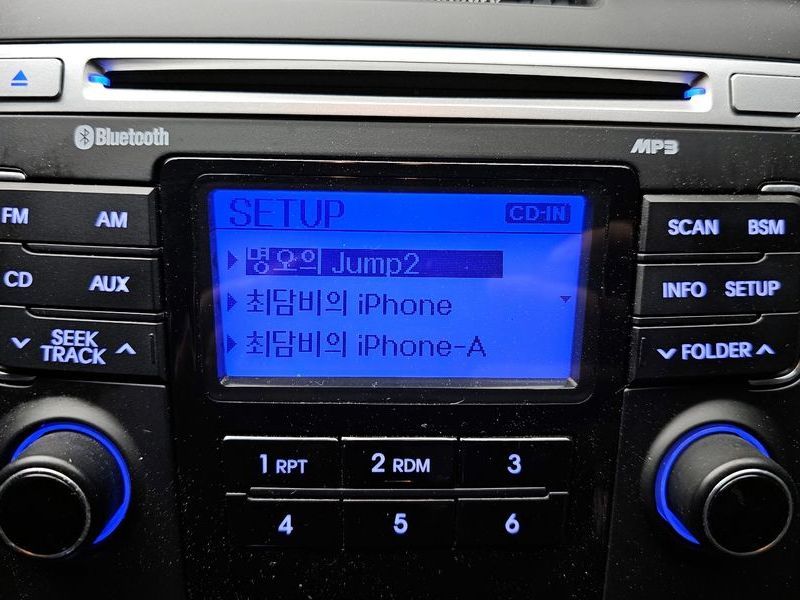 Bluetooth
MP3
FM
AM
CD
AUX
SEEK
TRACK
SETUP
CD-IN
명오의 Jump2
최담비의 iPhone
최담비의 iPhone-A
SCAN
BSM
INFO
SETUP
FOLDER
1 RPT
2 RDM
3
4
5
6